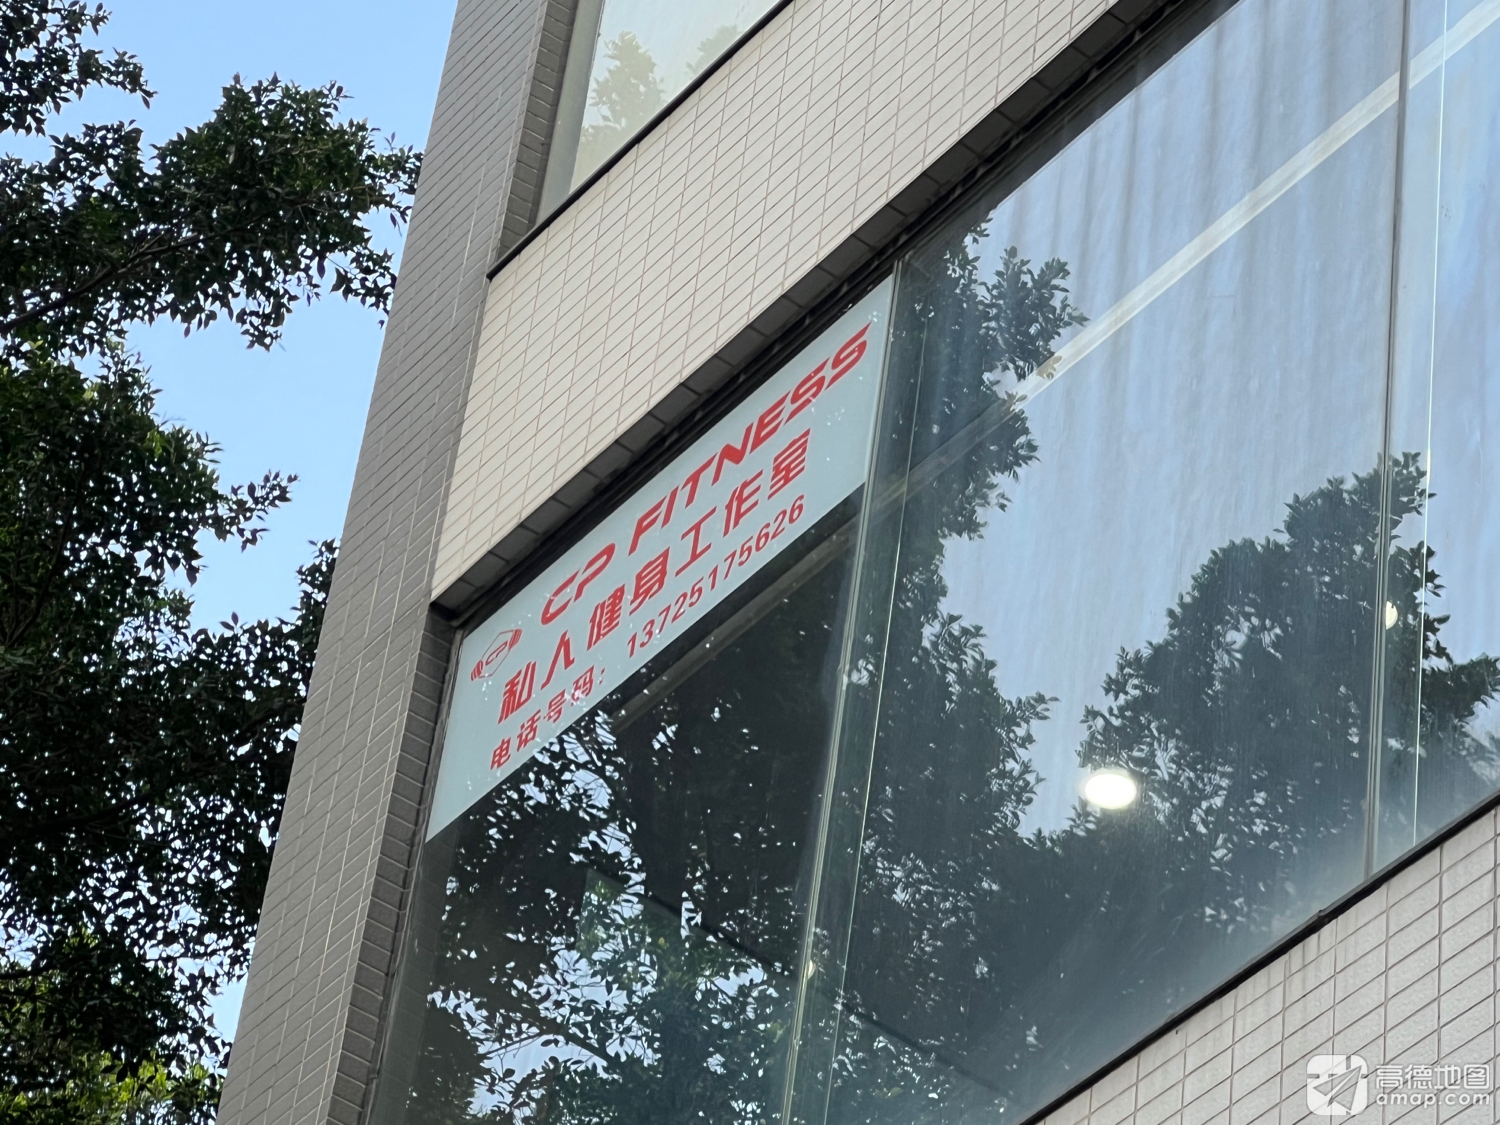 CP FITNESS
私人健身工作室
电话号码：13725175626
CP
高德地图
amap.com